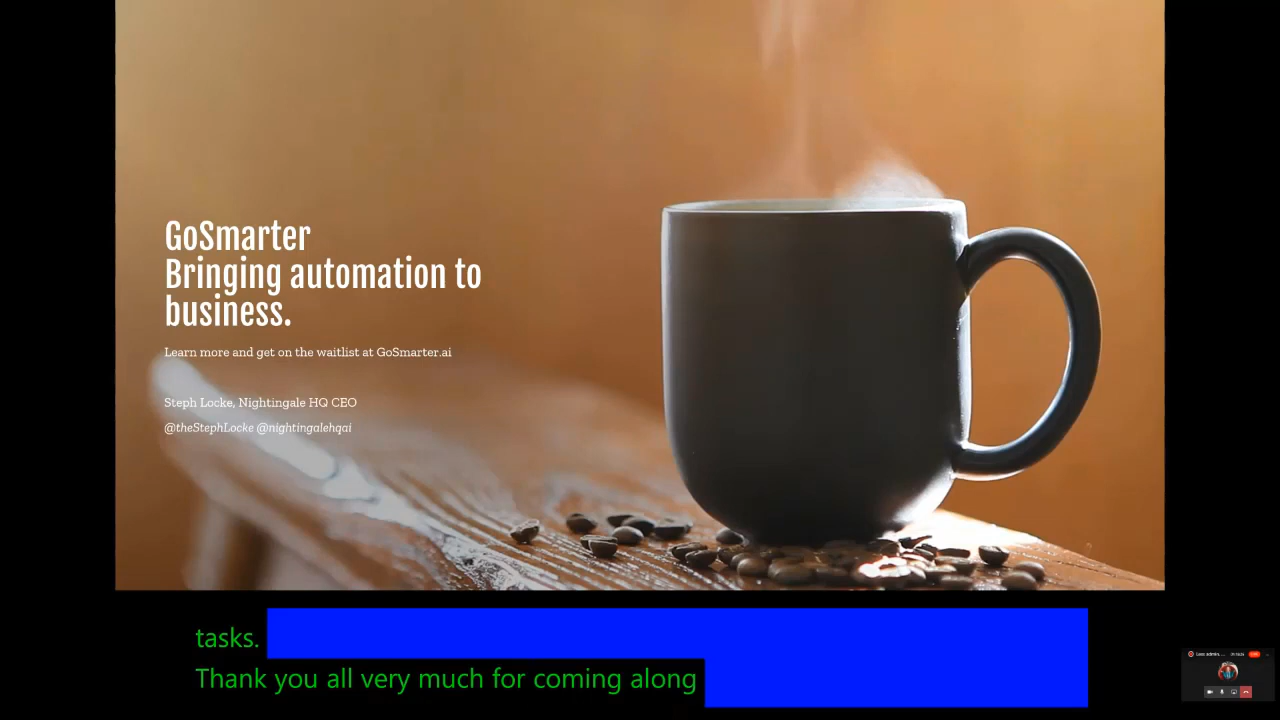 GoSmarter
Bringing automation to
business.
Learn more and get on the waitlist at GoSmarter.ai
Steph Locke, Nightingale HQ CEO
@theStephLocke @nightingalehqai
tasks.
Thank you all very much for coming along